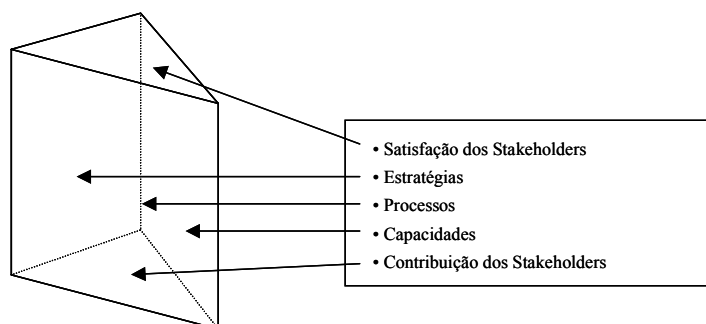 • Satisfação dos Stakeholders
• Estratégias
• Processos
• Capacidades
• Contribuição dos Stakeholders